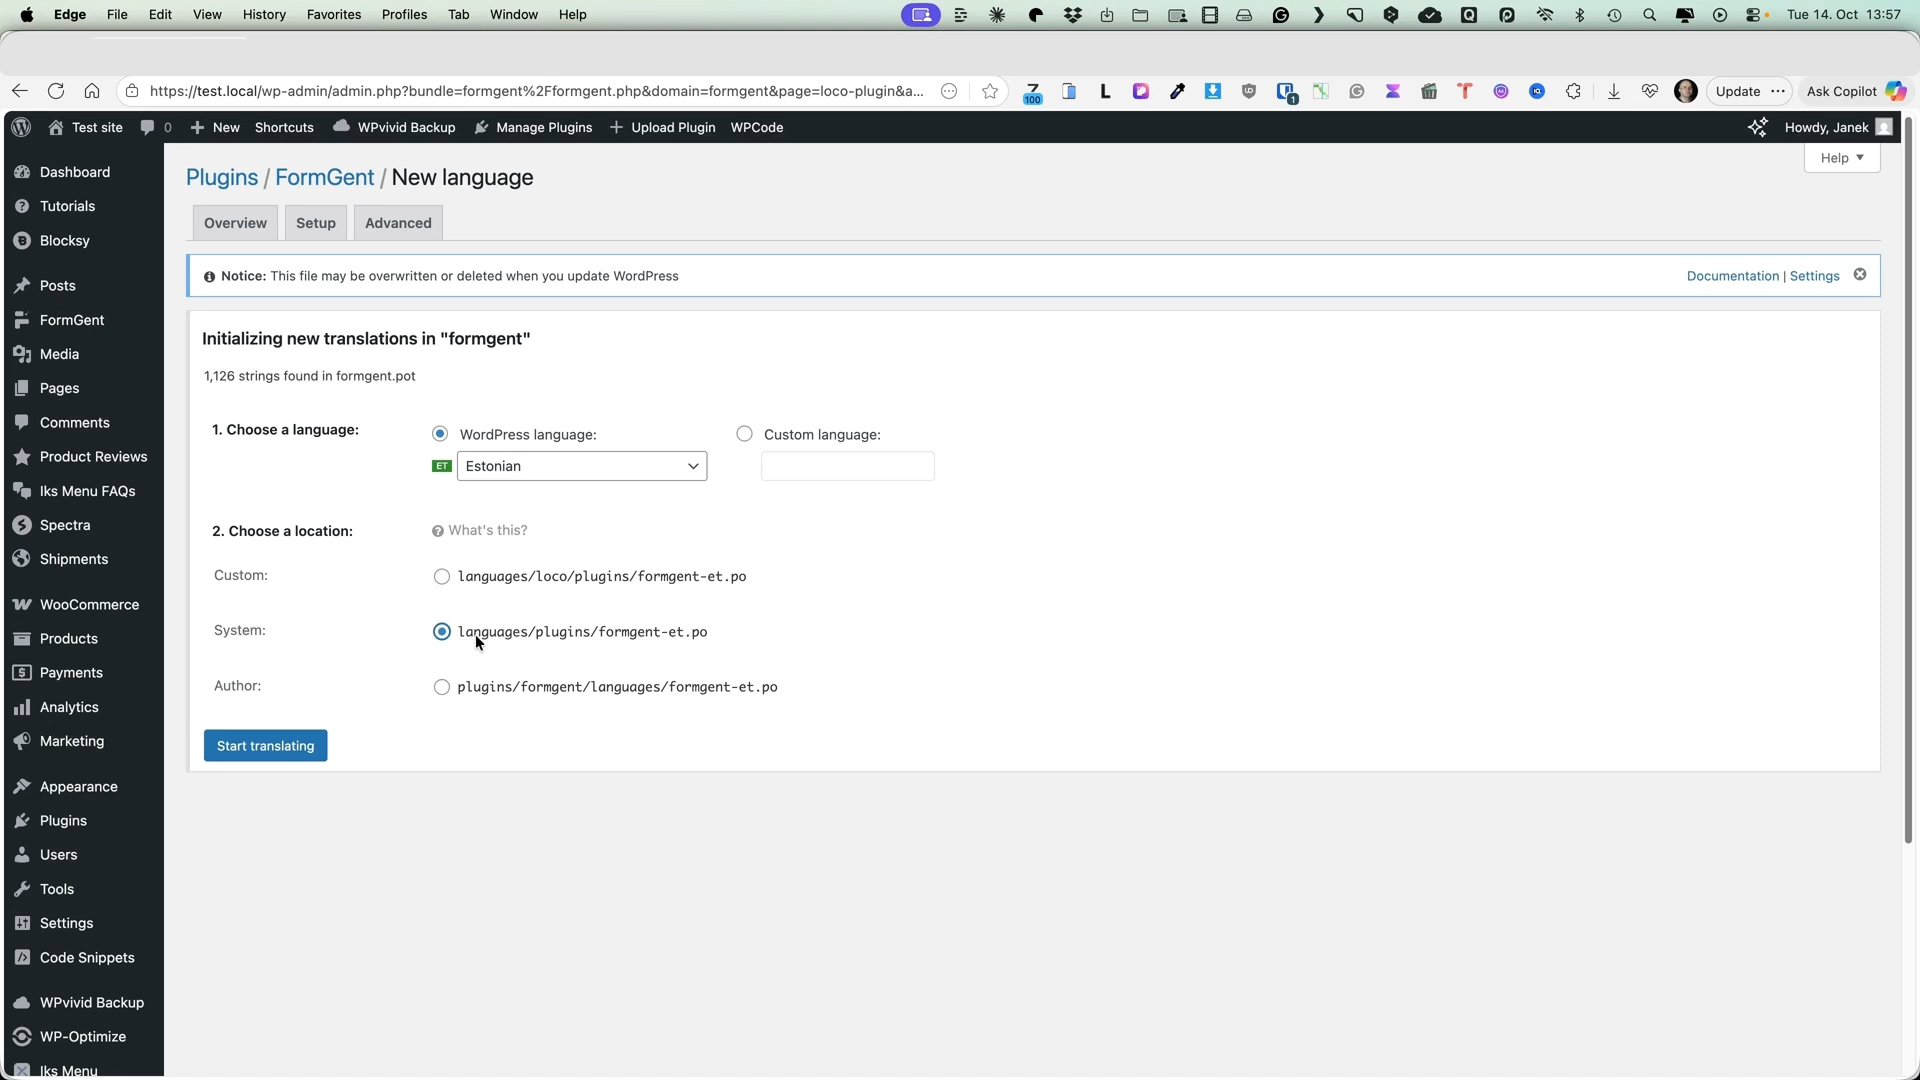 Edge File Edit View History Favorites Profiles Tab Window Help Tue 14. Oct 13:57
https://test.local/wp-admin/admin.php?bundle=formgent%2Fformgent.php&domain=formgent&page=loco-plugin&a... 100 1 Update Ask Copilot
Test site 0 New Shortcuts WPvivid Backup Manage Plugins Upload Plugin WPCode Howdy, Janek
Help
Dashboard
Tutorials
Blocksy
Posts
FormGent
Media
Pages
Comments
Product Reviews
Iks Menu FAQs
Spectra
Shipments
WooCommerce
Products
Payments
Analytics
Marketing
Appearance
Plugins
Users
Tools
Settings
Code Snippets
WPvivid Backup
WP-Optimize
Iks Menu
Plugins / FormGent / New language
Overview Setup Advanced
Notice: This file may be overwritten or deleted when you update WordPress Documentation | Settings
Initializing new translations in "formgent"
1,126 strings found in formgent.pot
1. Choose a language: WordPress language: Custom language:
ET Estonian
2. Choose a location: What's this?
Custom: languages/loco/plugins/formgent-et.po
System: languages/plugins/formgent-et.po
Author: plugins/formgent/languages/formgent-et.po
Start translating